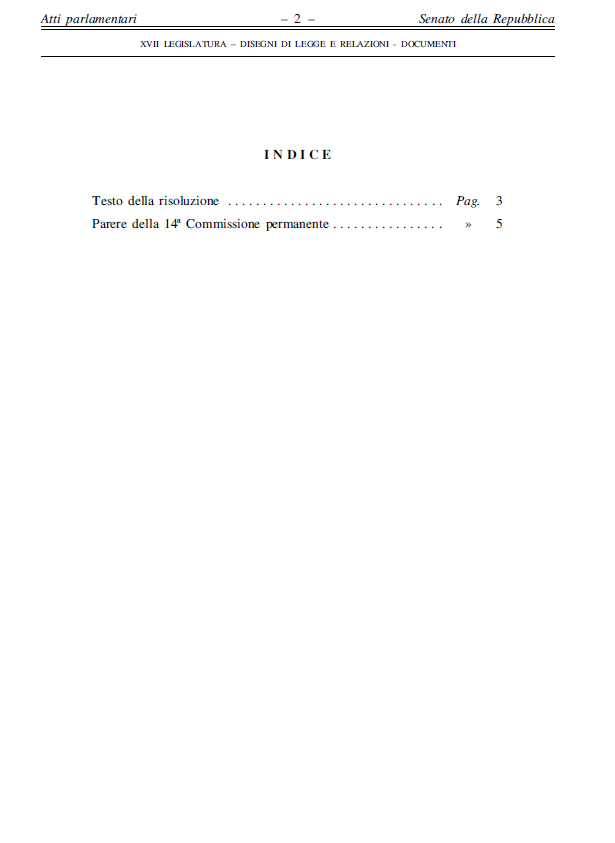 Atti parlamentari – 2 – Senato della Repubblica
XVII LEGISLATURA – DISEGNI DI LEGGE E RELAZIONI - DOCUMENTI
INDICE
Testo della risoluzione . . . . . . . . . . . . . . . . . . . . . . . . . . . . . . . Pag. 3
Parere della 14ª Commissione permanente . . . . . . . . . . . . . . . . » 5